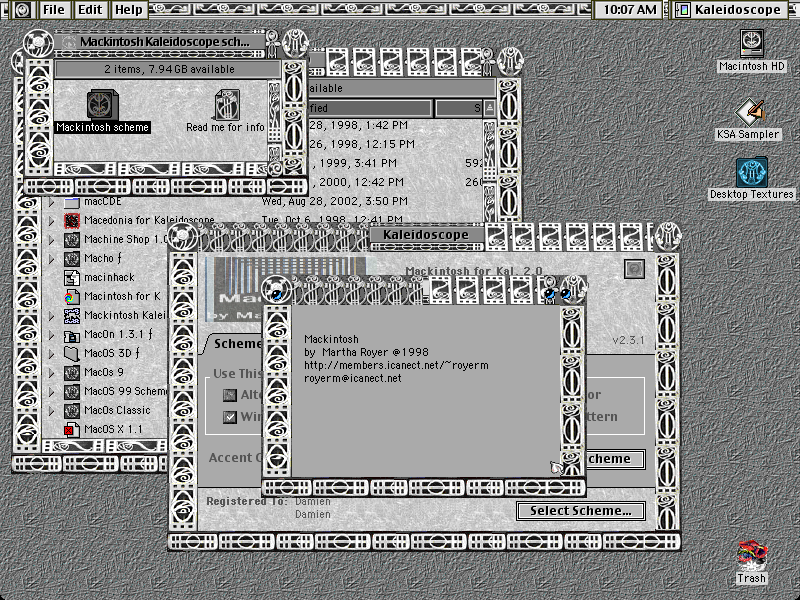 File Edit Help
10:07 AM
Kaleidoscope
Mackintosh Kaleidoscope sch...
2 items, 7.94 GB available
Mackintosh scheme
Read me for info
Macintosh HD
KSA Sampler
Desktop Textures
Trash
ailable
fied S
28, 1998, 1:42 PM
26, 1998, 12:15 PM
, 1999, 3:41 PM 592
, 2000, 12:42 PM 26
macCDE Wed, Aug 28, 2002, 3:50 PM
Macedonia for Kaleidoscope Tue, Oct 6, 1998, 12:41 PM
Machine Shop 1.0
Macho ƒ
macinhack
Macintosh for K
Mackintosh Kalei
MacOn 1.3.1 ƒ
MacOS 3D ƒ
MacOs 9
MacOS 99 Schem
MacOs Classic
MacOS X 1.1
Kaleidoscope
Mackintosh for Kal. 2.0
Ma
by Ma
v2.3.1
Scheme
Use This
Alte
or
Win
ttern
Accent C
cheme
Registered To: Damien
Damien
Select Scheme...
Mackintosh
by Martha Royer @1998
http://members.icanect.net/~royerm
royerm@icanect.net